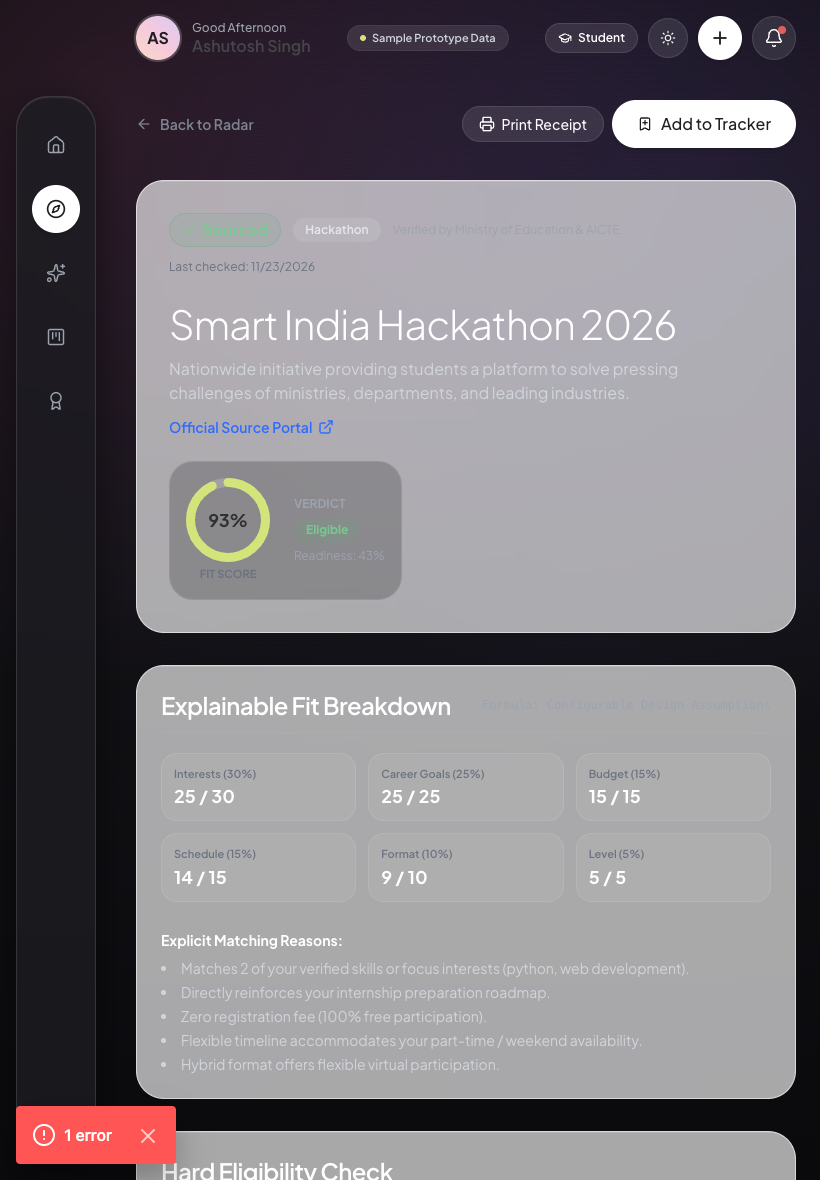 AS
Good Afternoon
Ashutosh Singh
Sample Prototype Data
Student
Back to Radar
Print Receipt
Add to Tracker
Sourced
Hackathon
Verified by Ministry of Education & AICTE
Last checked: 11/23/2026
Smart India Hackathon 2026
Nationwide initiative providing students a platform to solve pressing
challenges of ministries, departments, and leading industries.
Official Source Portal
93%
FIT SCORE
VERDICT
Eligible
Readiness: 43%
Explainable Fit Breakdown
Formula: Configurable Design Assumptions
Interests (30%)
25 / 30
Career Goals (25%)
25 / 25
Budget (15%)
15 / 15
Schedule (15%)
14 / 15
Format (10%)
9 / 10
Level (5%)
5 / 5
Explicit Matching Reasons:
Matches 2 of your verified skills or focus interests (python, web development).
Directly reinforces your internship preparation roadmap.
Zero registration fee (100% free participation).
Flexible timeline accommodates your part-time / weekend availability.
Hybrid format offers flexible virtual participation.
1 error
Hard Eligibility Check